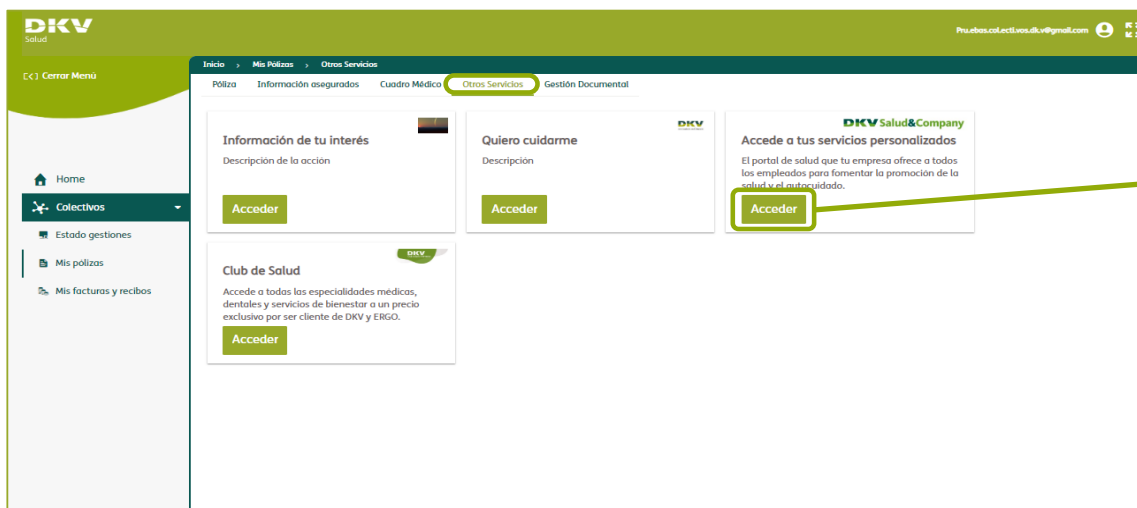 DKV
Salud
Pru.ebas.col.ecti.vos.dk.v@gmail.com
[<] Cerrar Menú
Inicio > Mis Pólizas > Otros Servicios
Póliza Información asegurados Cuadro Médico Otros Servicios Gestión Documental
Información de tu interés
Descripción de la acción
Acceder
DKV
Quiero cuidarme
Descripción
Acceder
DKV Salud&Company
Accede a tus servicios personalizados
El portal de salud que tu empresa ofrece a todos
los empleados para fomentar la promoción de la
salud y el autocuidado.
Acceder
Home
Colectivos
Estado gestiones
Mis pólizas
Mis facturas y recibos
DKV
Club de Salud
Accede a todas las especialidades médicas,
dentales y servicios de bienestar a un precio
exclusivo por ser cliente de DKV y ERGO.
Acceder